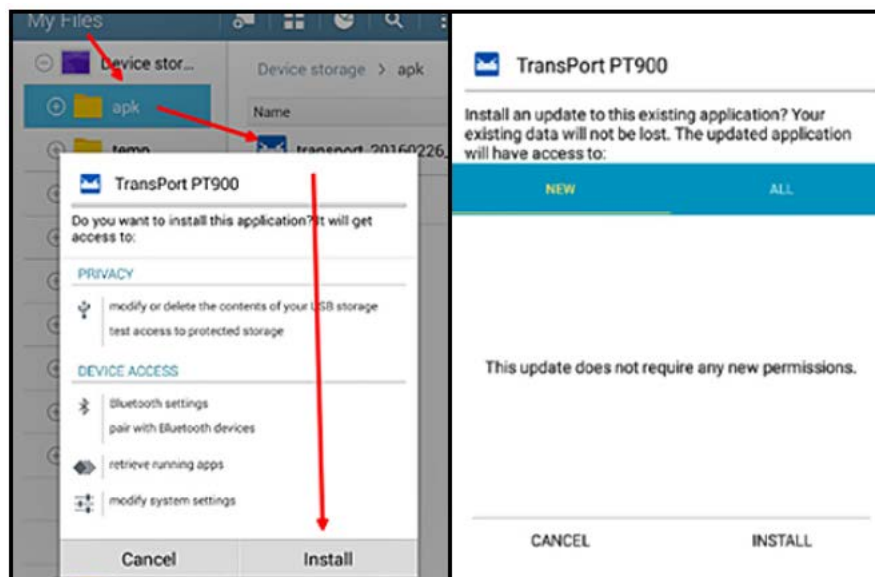 My Files
Device stor...
Device storage > apk
apk
Name
temp
transport_20160226_
TransPort PT900
Do you want to install this application? It will get
access to:
PRIVACY
modify or delete the contents of your USB storage
test access to protected storage
DEVICE ACCESS
Bluetooth settings
pair with Bluetooth devices
retrieve running apps
modify system settings
Cancel
Install
TransPort PT900
Install an update to this existing application? Your
existing data will not be lost. The updated application
will have access to:
NEW
ALL
This update does not require any new permissions.
CANCEL
INSTALL